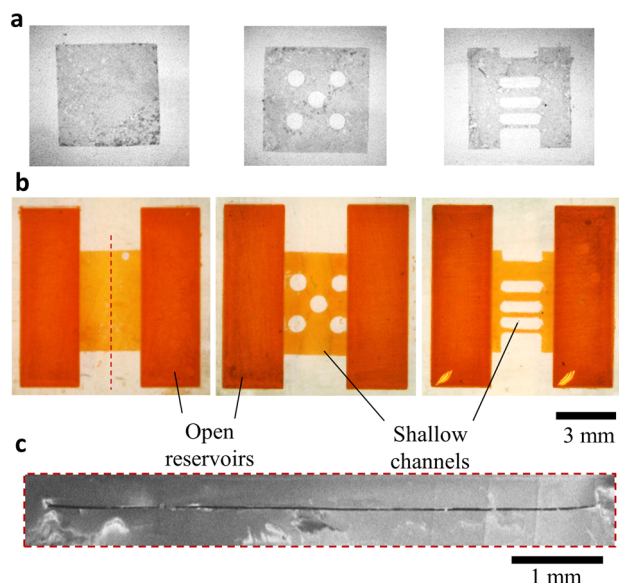 a
b
Open
reservoirs
Shallow
channels
3 mm
c
1 mm